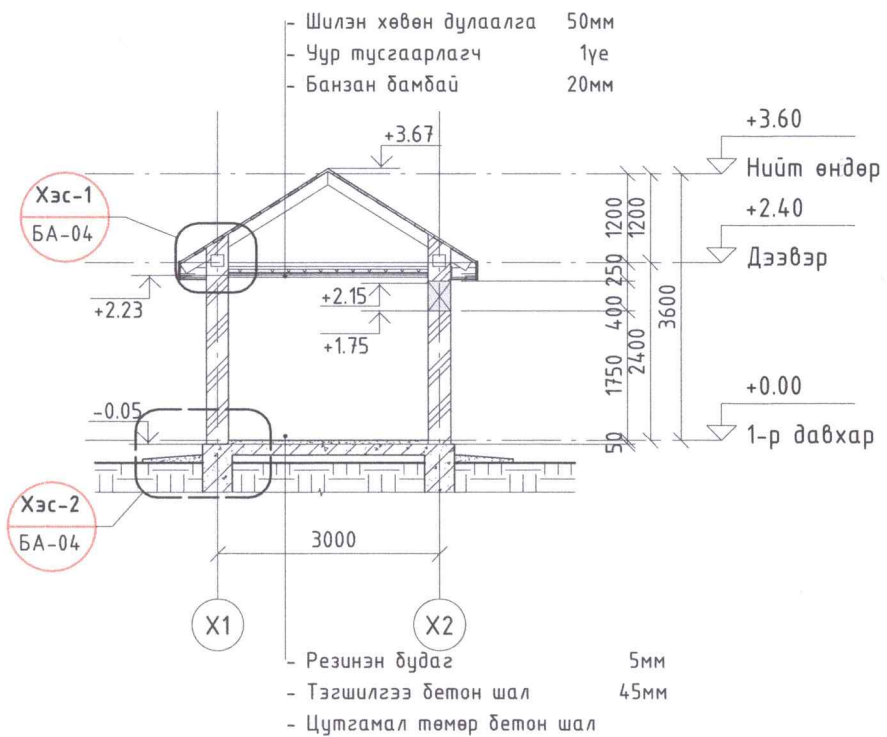 - Шилэн хөвөн дулаалга 50мм
- Уур тусгаарлагч 1үе
- Банзан бамбай 20мм
+3.67
+3.60
Нийт өндөр
Хэс-1
БА-04
1200
1200
+2.40
Дээвэр
+2.23
250
+2.15
400
+1.75
3600
2400
1750
+0.00
1-р давхар
-0.05
50
Хэс-2
БА-04
3000
X1
X2
- Резинэн будаг 5мм
- Тэгшилгээ бетон шал 45мм
- Цутгамал төмөр бетон шал